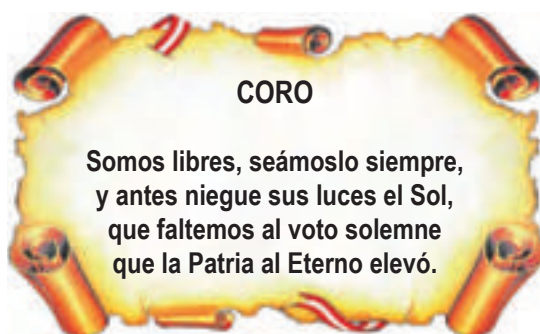 CORO
Somos libres, seámoslo siempre,
y antes niegue sus luces el Sol,
que faltemos al voto solemne
que la Patria al Eterno elevó.